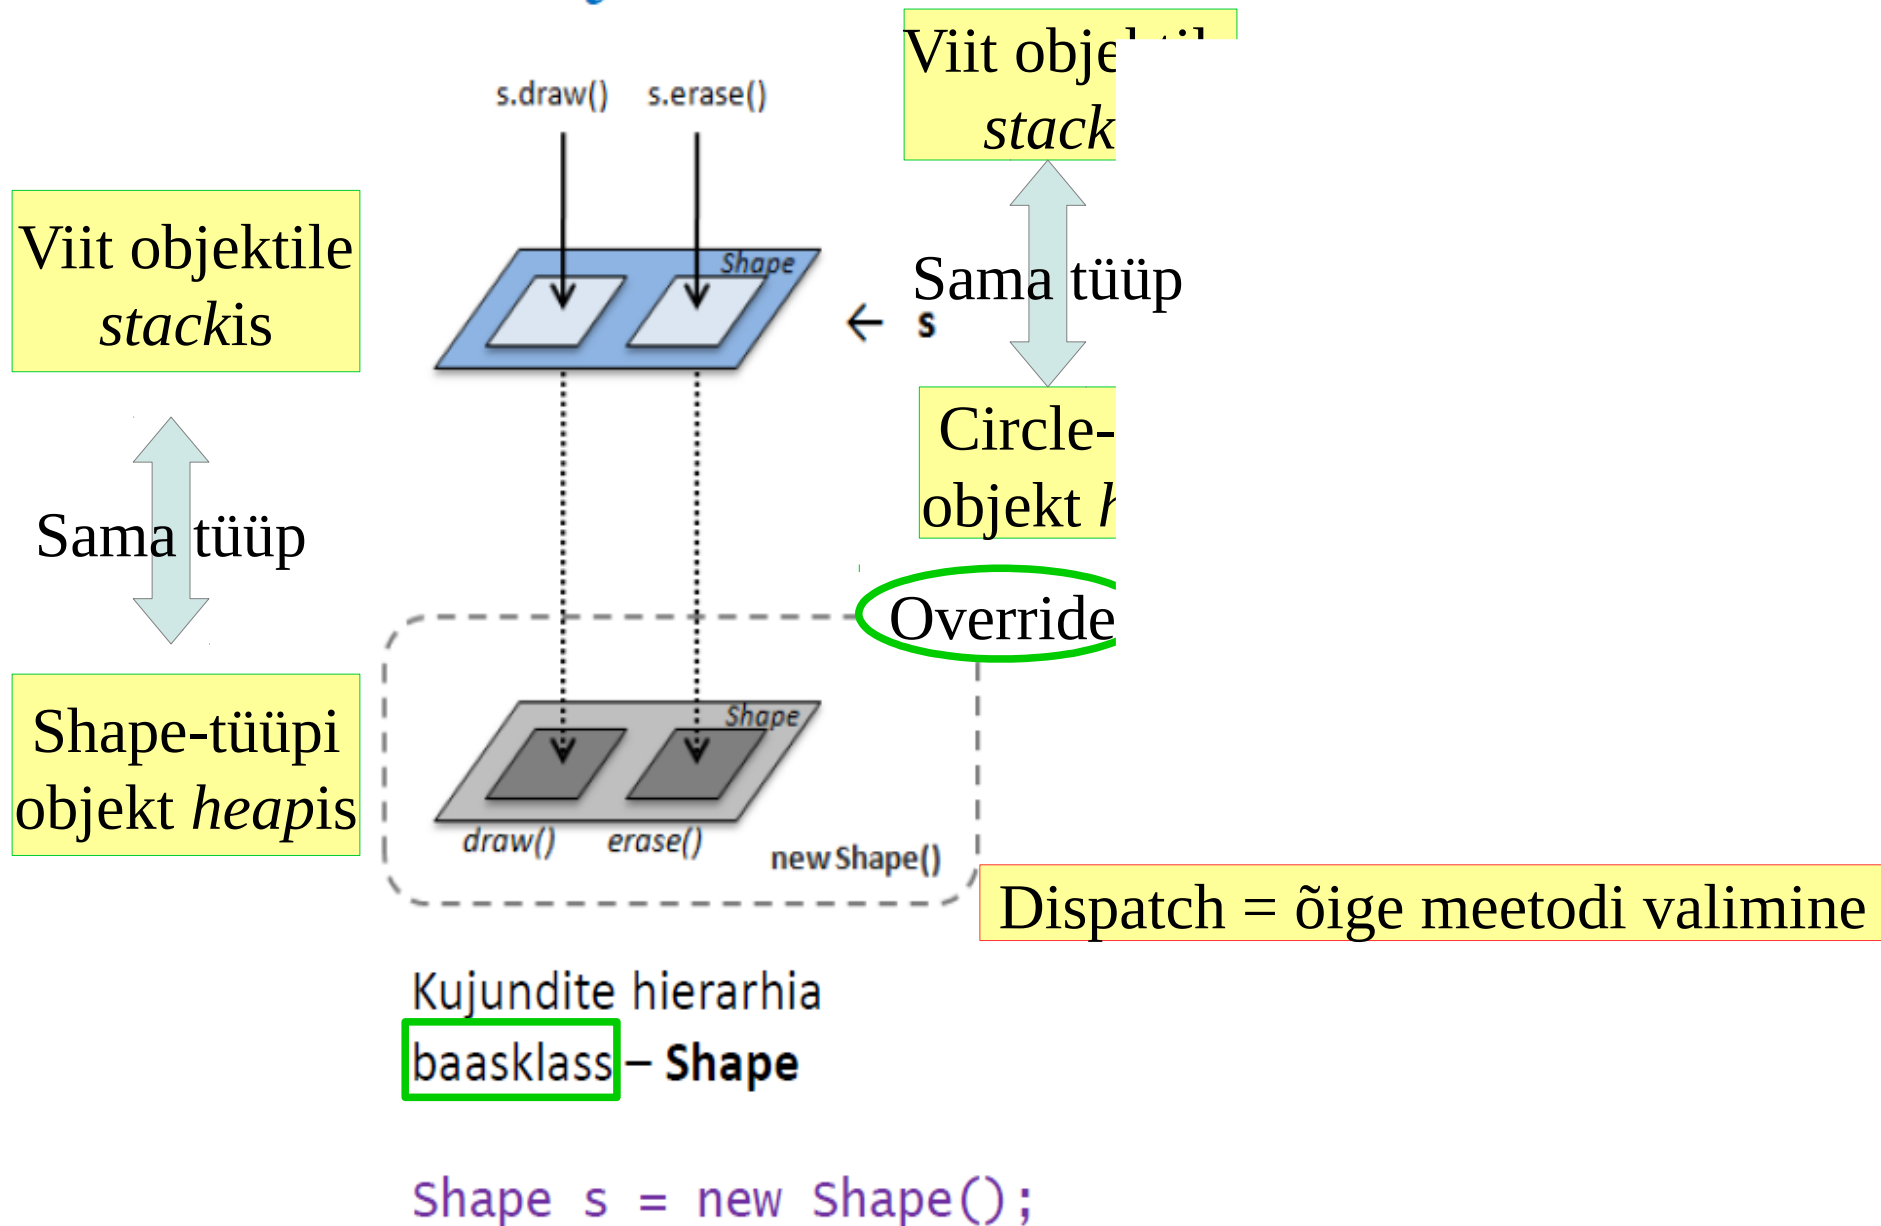 s.draw() s.erase()
Viit
stack
Viit objektile
stackis
Shape
Sama tüüp
← s
Circle-
objekt
Sama tüüp
Override
Shape-tüüpi
objekt heapis
Shape
draw() erase()
new Shape()
Dispatch = õige meetodi valimine
Kujundite hierarhia
baasklass – Shape
Shape s = new Shape();